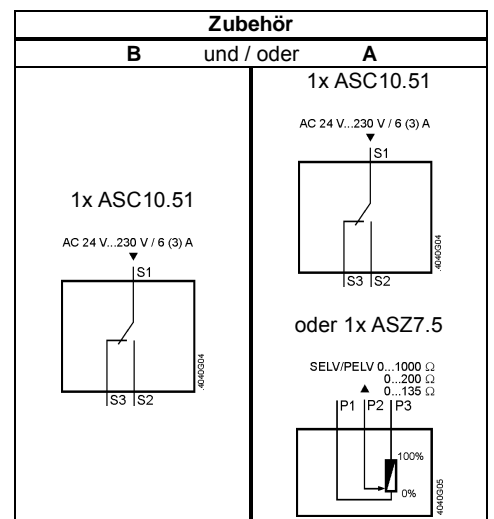 Zubehör
B und / oder A
1x ASC10.51
AC 24 V...230 V / 6 (3) A
S1
S3 S2
4040G04
1x ASC10.51
AC 24 V...230 V / 6 (3) A
S1
S3 S2
4040G04
oder 1x ASZ7.5
SELV/PELV 0...1000 Ω
0...200 Ω
0...135 Ω
P1 P2 P3
100%
0%
4040G05